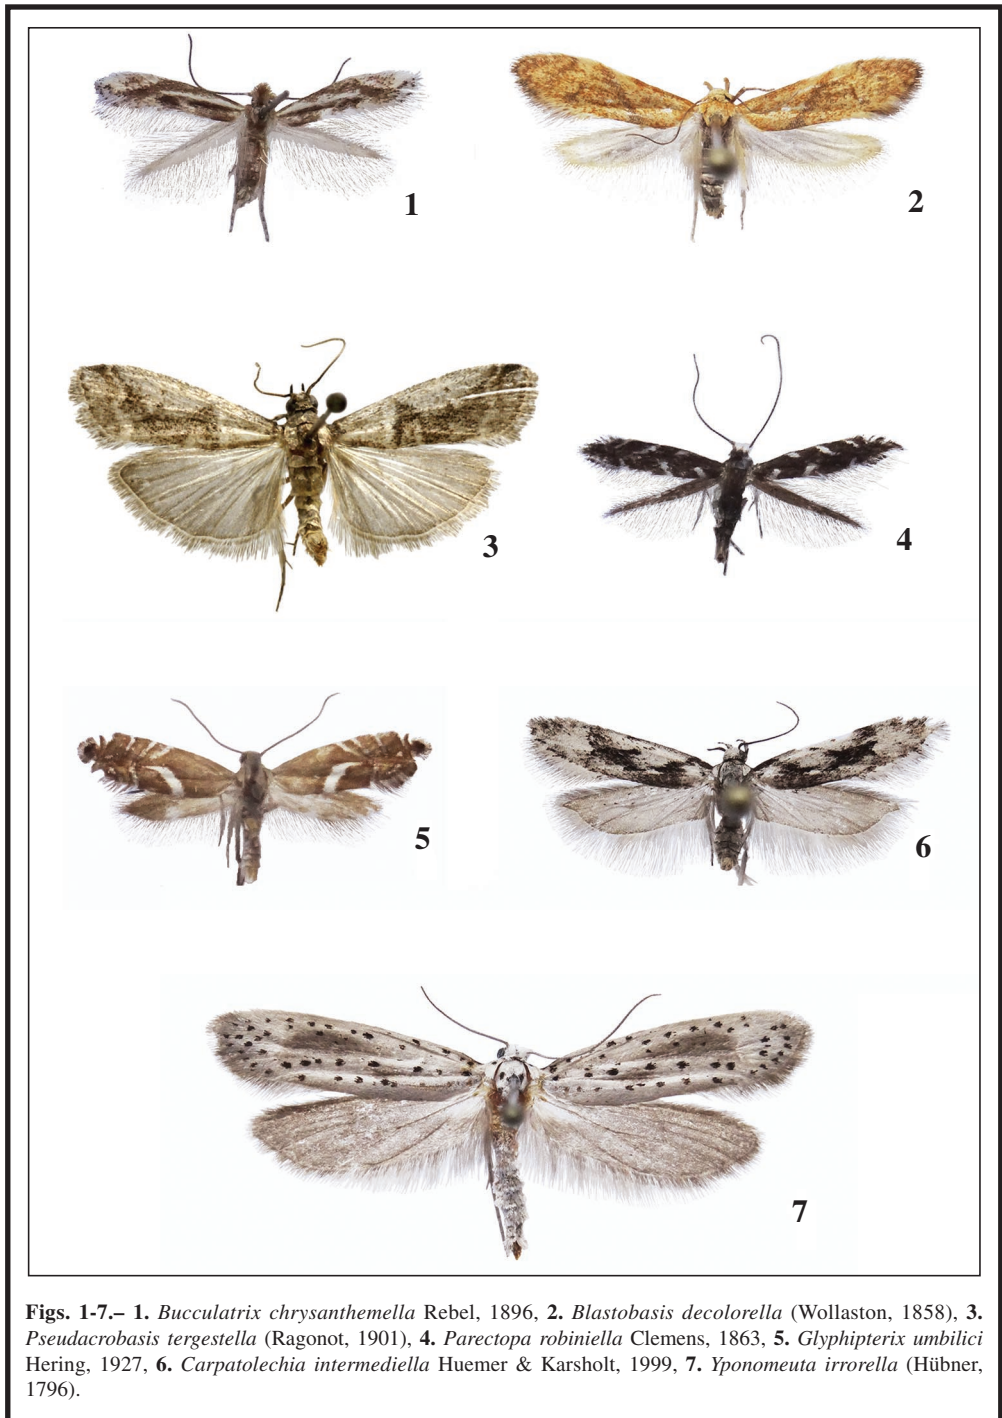 1
2
3
4
5
6
7
Figs. 1-7.– 1. Bucculatrix chrysanthemella Rebel, 1896, 2. Blastobasis decolorella (Wollaston, 1858), 3.
Pseudacrobasis tergestella (Ragonot, 1901), 4. Parectopa robiniella Clemens, 1863, 5. Glyphipterix umbilici
Hering, 1927, 6. Carpatolechia intermediella Huemer & Karsholt, 1999, 7. Yponomeuta irrorella (Hübner,
1796).